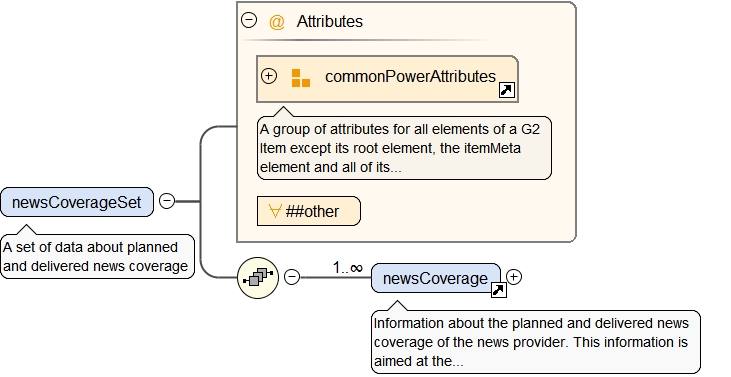 @ Attributes
commonPowerAttributes
A group of attributes for all elements of a G2
Item except its root element, the itemMeta
element and all of its...
∀ ##other
newsCoverageSet
A set of data about planned
and delivered news coverage
1..∞
newsCoverage
Information about the planned and delivered news
coverage of the news provider. This information is
aimed at the...